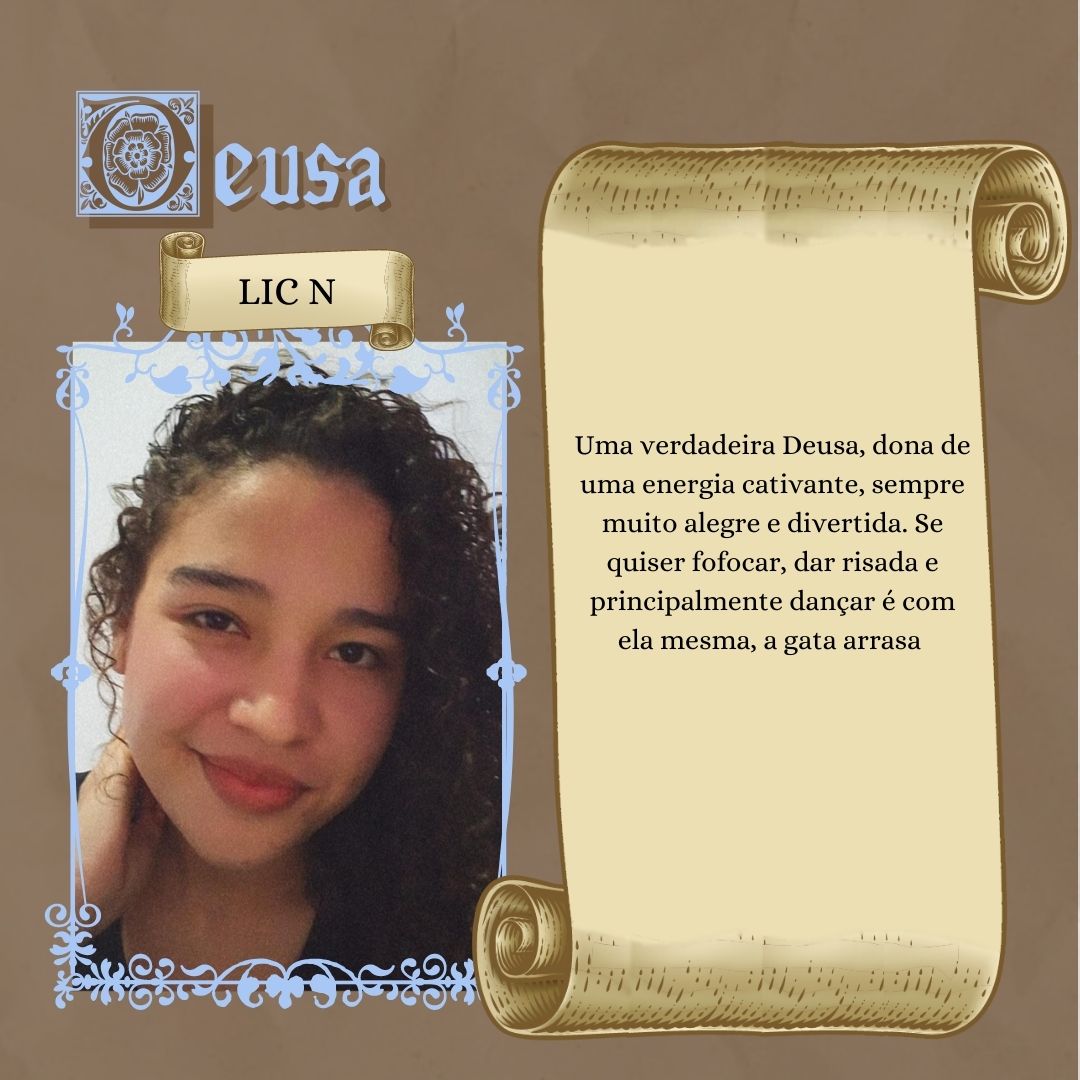 Deusa
LIC N
Uma verdadeira Deusa, dona de
uma energia cativante, sempre
muito alegre e divertida. Se
quiser fofocar, dar risada e
principalmente dançar é com
ela mesma, a gata arrasa